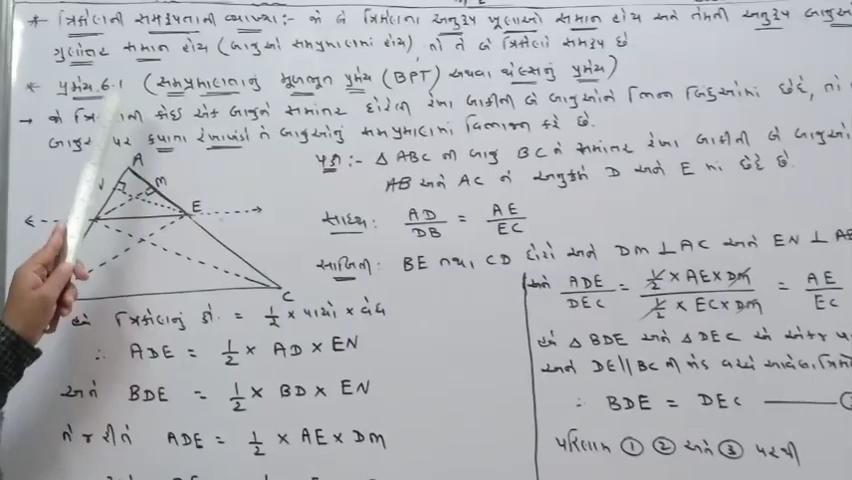 * ત્રિકોણની સમરૂપતાની વ્યાખ્યા :- જો બે ત્રિકોણના અનુરૂપ ખૂણાઓ સમાન હોય અને તેમની અનુરૂપ બાજુઓ
ગુણોત્તર સમાન હોય (બાજુઓ સમપ્રમાણમાં હોય), તો તે બે ત્રિકોણો સમરૂપ છે
* પ્રમેય 6.1 (સમપ્રમાણતાનું મૂળભૂત પ્રમેય (BPT) અથવા થેલ્સનું પ્રમેય)
→ જો કોઈ એક બાજુને સમાંતર દોરેલી રેખા બાકીની બે બાજુઓને ભિન્ન બિંદુઓમાં છેદે, તો
બાજુ પર કપાતા રેખાખંડો તે બાજુઓનું સમપ્રમાણમાં વિભાજન કરે છે.
પક્ષ :- △ ABC ની બાજુ BC ને સમાંતર રેખા બાકીની બે બાજુઓ
AB અને AC ને અનુક્રમે D અને E માં છેદે છે.
A
M
E
C
સાધ્ય : AD/DB = AE/EC
સાબિતી : BE તથા CD દોરો અને DM ⊥ AC અને EN ⊥ AB
ત્રિકોણનું ક્ષે. = 1/2 × પાયો × વેધ
∴ ADE = 1/2 × AD × EN
અને BDE = 1/2 × BD × EN
તે જ રીતે ADE = 1/2 × AE × DM
અને ADE/DEC = 1/2 × AE × DM / 1/2 × EC × DM = AE/EC
△ BDE અને △ DEC એ એક જ
અને DE || BC ની વચ્ચે આવેલા
∴ BDE = DEC
પરિણામ ① ② અને ③ પરથી